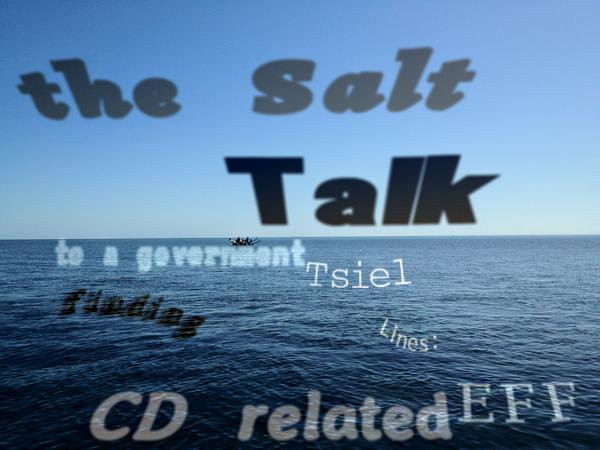 the Salt
Talk
to a government
Tsiel
finding
Lines:
CD related
EFF